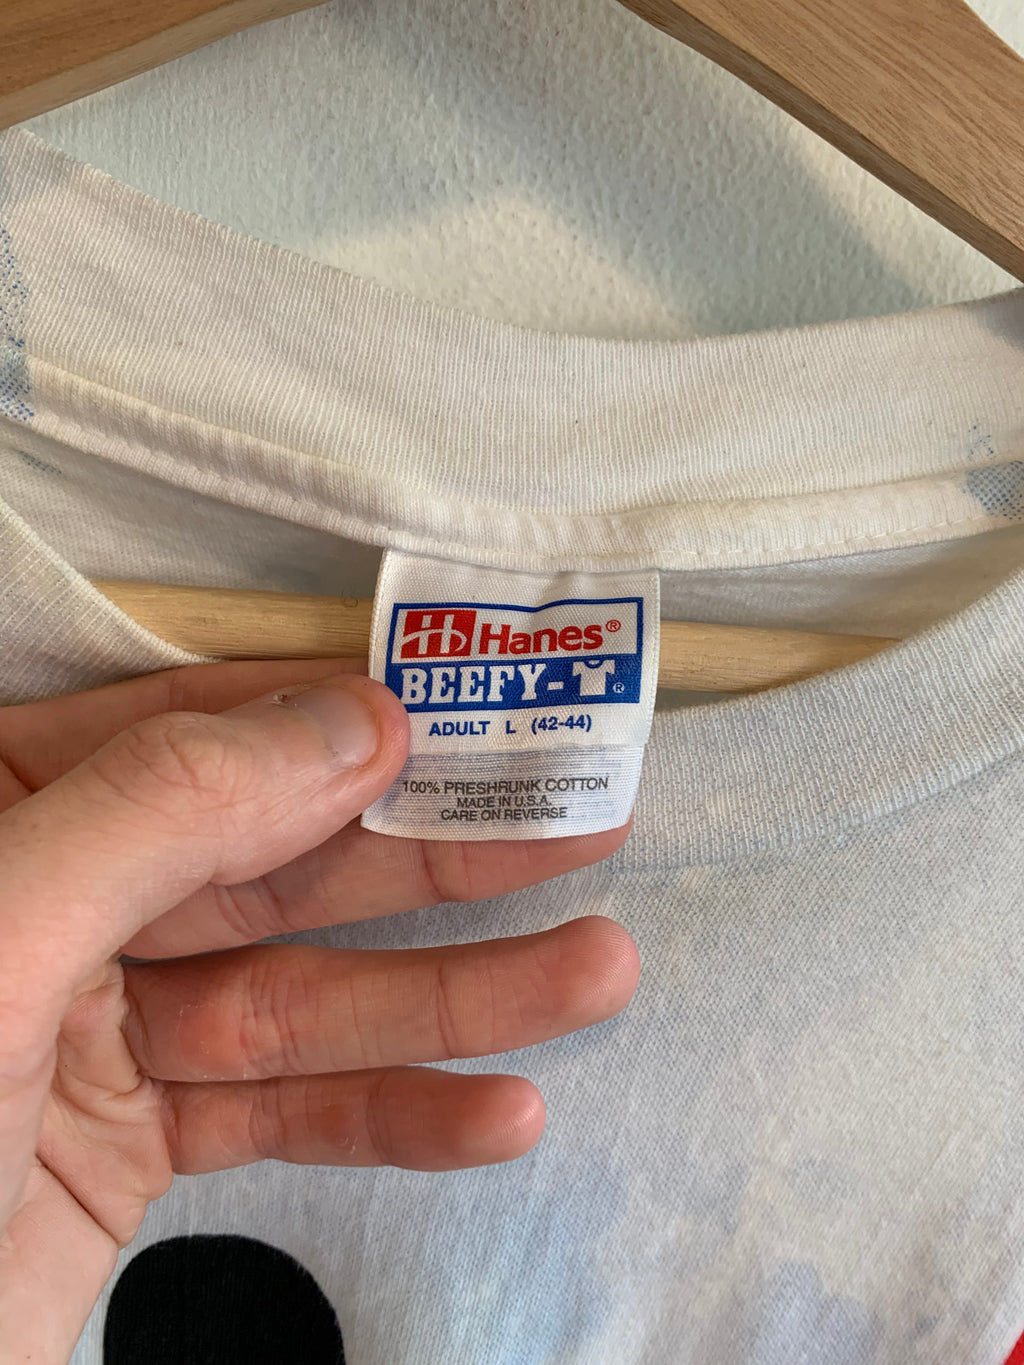 Hanes®
BEEFY-®
ADULT L (42-44)
100% PRESHRUNK COTTON
MADE IN U.S.A.
CARE ON REVERSE